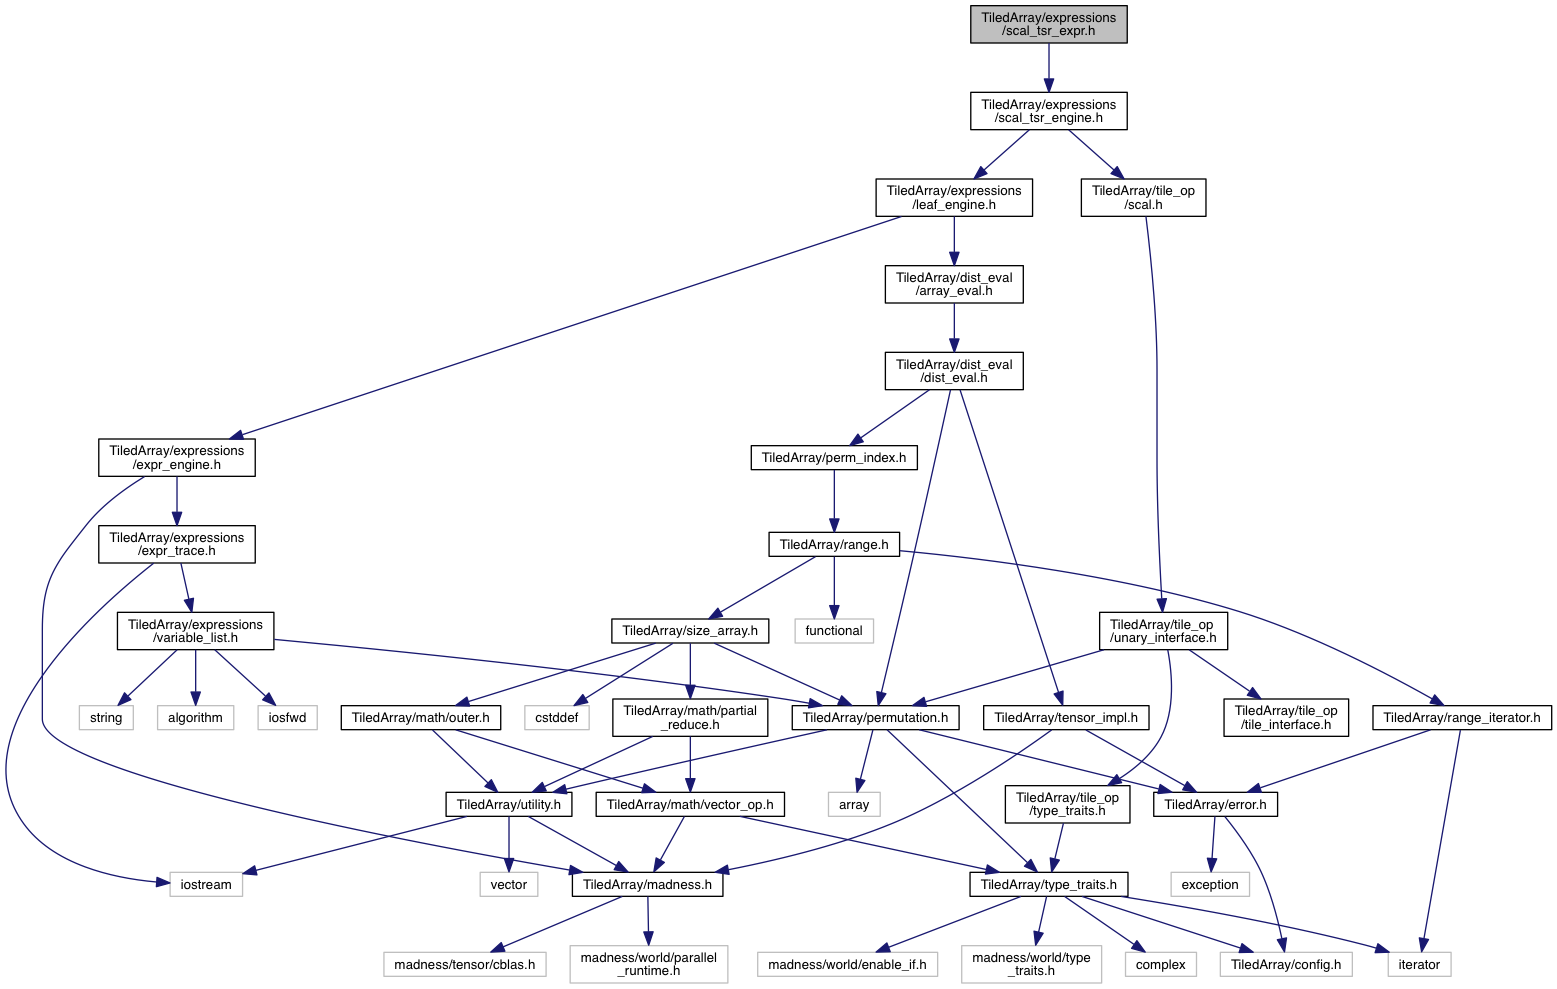 TiledArray/expressions
/scal_tsr_expr.h
TiledArray/expressions
/scal_tsr_engine.h
TiledArray/expressions
/leaf_engine.h
TiledArray/tile_op
/scal.h
TiledArray/dist_eval
/array_eval.h
TiledArray/dist_eval
/dist_eval.h
TiledArray/expressions
/expr_engine.h
TiledArray/perm_index.h
TiledArray/expressions
/expr_trace.h
TiledArray/range.h
TiledArray/expressions
/variable_list.h
TiledArray/size_array.h
functional
TiledArray/tile_op
/unary_interface.h
string
algorithm
iosfwd
TiledArray/math/outer.h
cstddef
TiledArray/math/partial
_reduce.h
TiledArray/permutation.h
TiledArray/tensor_impl.h
TiledArray/tile_op
/tile_interface.h
TiledArray/range_iterator.h
TiledArray/utility.h
TiledArray/math/vector_op.h
array
TiledArray/tile_op
/type_traits.h
TiledArray/error.h
iostream
vector
TiledArray/madness.h
TiledArray/type_traits.h
exception
madness/tensor/cblas.h
madness/world/parallel
_runtime.h
madness/world/enable_if.h
madness/world/type
_traits.h
complex
TiledArray/config.h
iterator